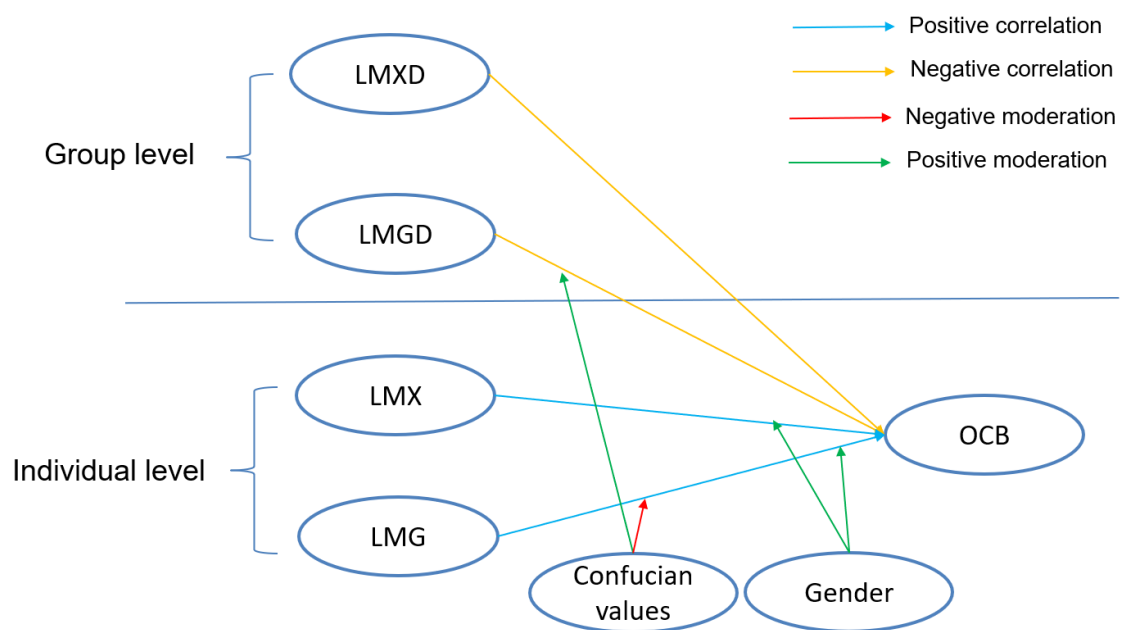 Positive correlation
Negative correlation
Negative moderation
Positive moderation
LMXD
Group level
LMGD
LMX
OCB
Individual level
LMG
Confucian
values
Gender